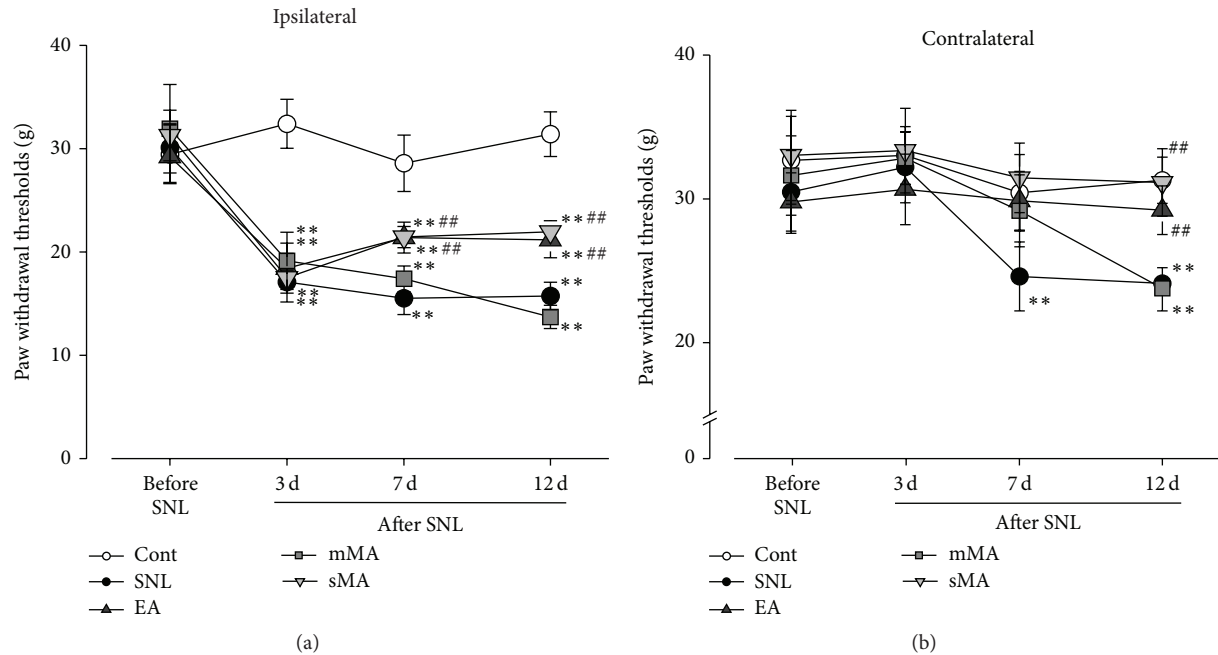 Ipsilateral
40
30
20
10
0
Paw withdrawal thresholds (g)
**
**
**
**
** ##
** ##
**
**
** ##
** ##
**
**
Before SNL
3 d
7 d
12 d
After SNL
Cont
SNL
EA
mMA
sMA
(a)
Contralateral
40
30
20
0
Paw withdrawal thresholds (g)
**
##
##
**
**
Before SNL
3 d
7 d
12 d
After SNL
Cont
SNL
EA
mMA
sMA
(b)